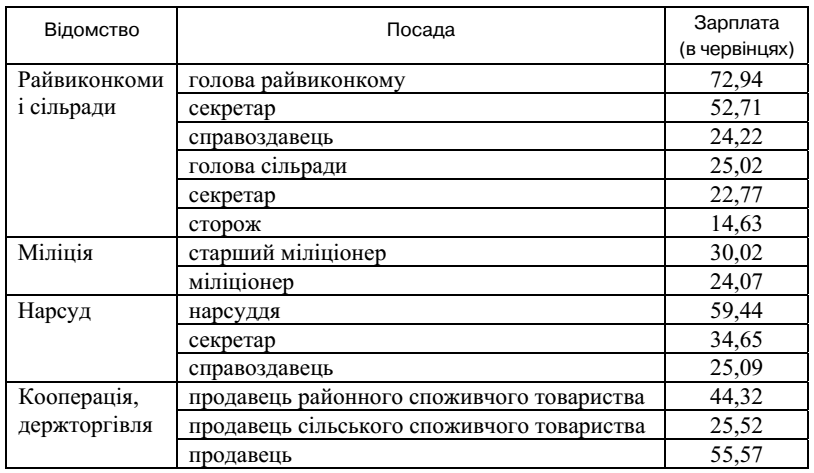 Відомство Посада Зарплата
(в червінцях)
Райвиконкоми голова райвиконкому 72,94
і сільради секретар 52,71
справоздавець 24,22
голова сільради 25,02
секретар 22,77
сторож 14,63
Міліція старший міліціонер 30,02
міліціонер 24,07
Нарсуд нарсуддя 59,44
секретар 34,65
справоздавець 25,09
Кооперація, продавець районного споживчого товариства 44,32
держторгівля продавець сільського споживчого товариства 25,52
продавець 55,57